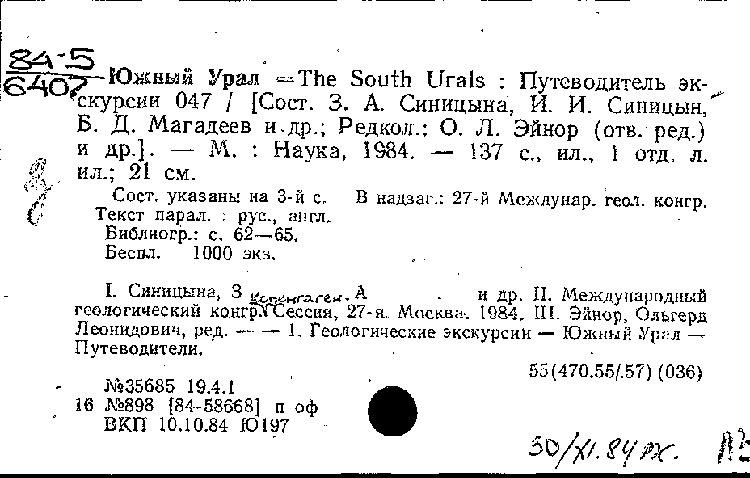 84-5
6407
Южный Урал = The South Urals : Путеводитель эк-
скурсии 047 / [Сост. З. А. Синицына, И. И. Синицын,
Б. Д. Магадеев и др.; Редкол.: О. Л. Эйнор (отв. ред.)
и др.]. — М. : Наука, 1984. — 137 с., ил., 1 отд. л.
ил.; 21 см.
Сост. указаны на 3-й с. В надзаг.: 27-й Междунар. геол. конгр.
Текст парал. : рус., англ.
Библиогр.: с. 62—65.
Беспл. 1000 экз.
I. Синицына, З А и др. II. Международный
геологический конгр. Сессия, 27-я. Москва. 1984. III. Эйнор, Ольгерд
Леонидович, ред. — — 1. Геологические экскурсии — Южный Урал —
Путеводители.
55(470.55/.57)(036)
№35685 19.4.1
16 №898 [84-58668] п оф
ВКП 10.10.84 Ю197
30/XI.84